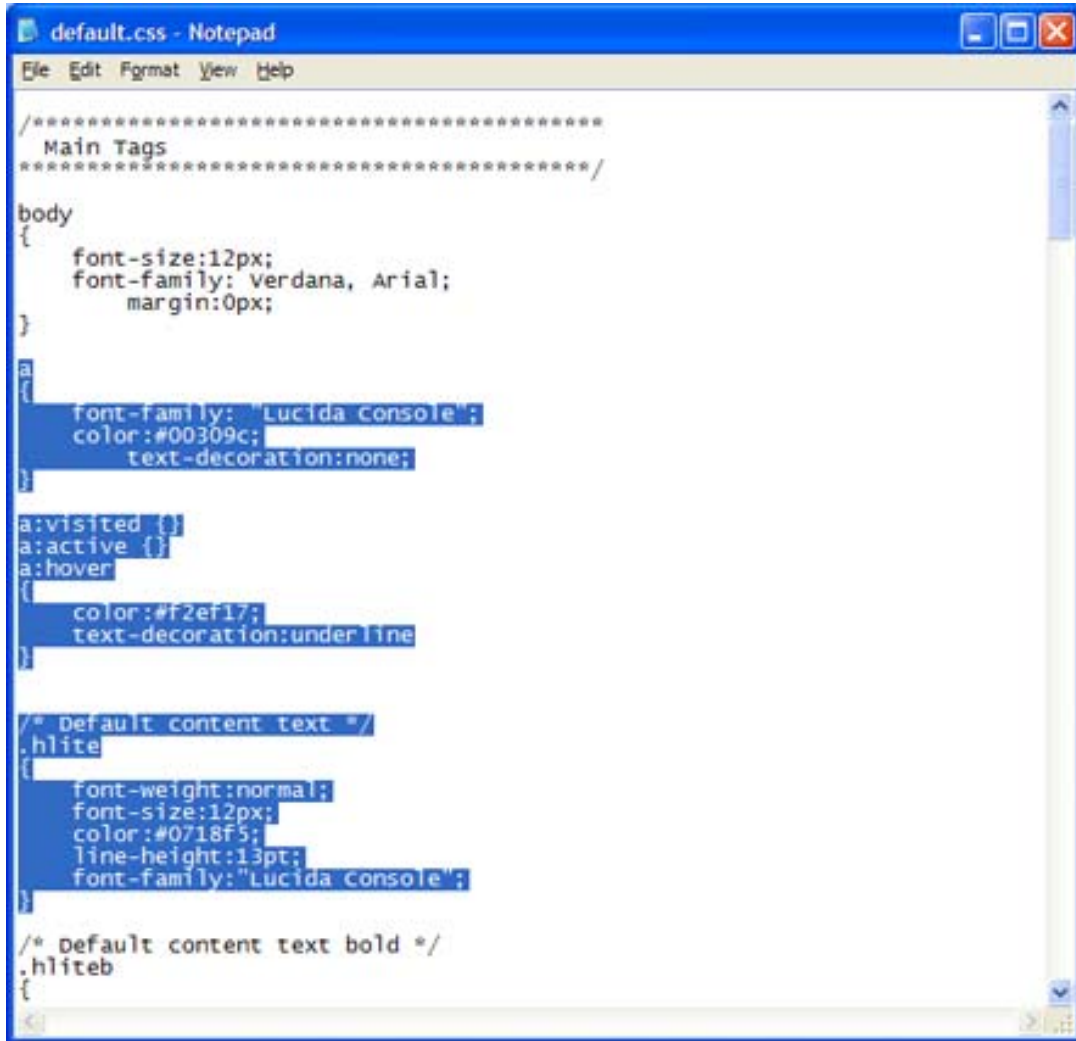 default.css - Notepad
File Edit Format View Help
/******************************************
  Main Tags
******************************************/
body
{
    font-size:12px;
    font-family: Verdana, Arial;
        margin:0px;
}
a
{
    font-family: "Lucida Console";
    color:#00309c;
        text-decoration:none;
}
a:visited {}
a:active {}
a:hover
{
    color:#f2ef17;
    text-decoration:underline
}
/* Default content text */
.hlite
{
    font-weight:normal;
    font-size:12px;
    color:#0718f5;
    line-height:13pt;
    font-family:"Lucida Console";
}
/* Default content text bold */
.hliteb
{